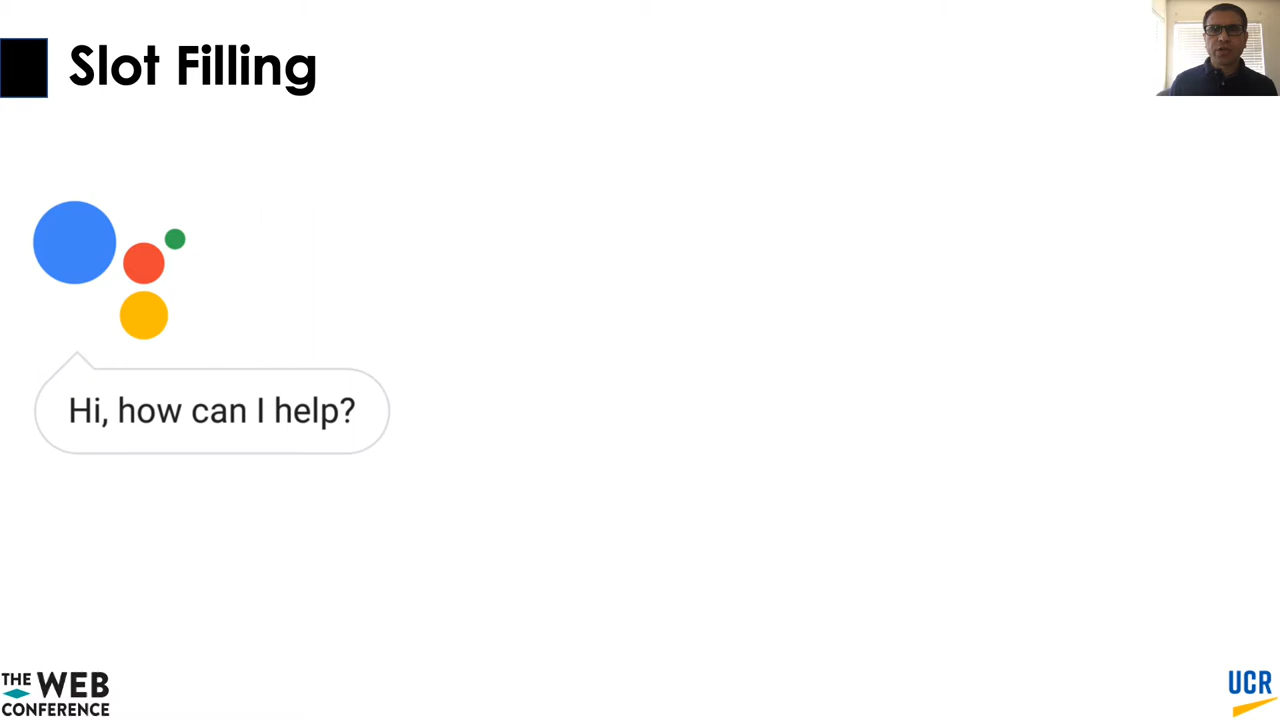 Slot Filling
Hi, how can I help?
THE WEB
CONFERENCE
UCR